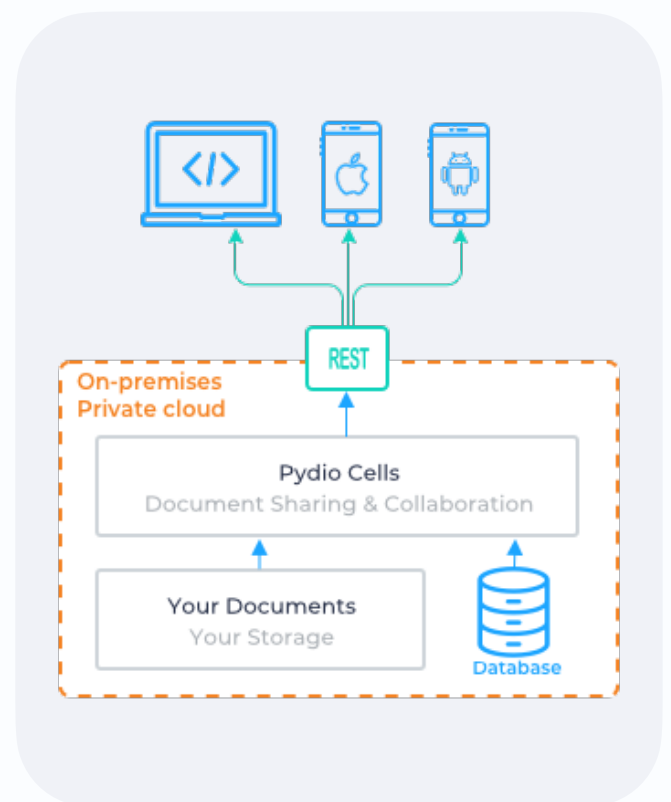 </>
REST
On-premises
Private cloud
Pydio Cells
Document Sharing & Collaboration
Your Documents
Your Storage
Database